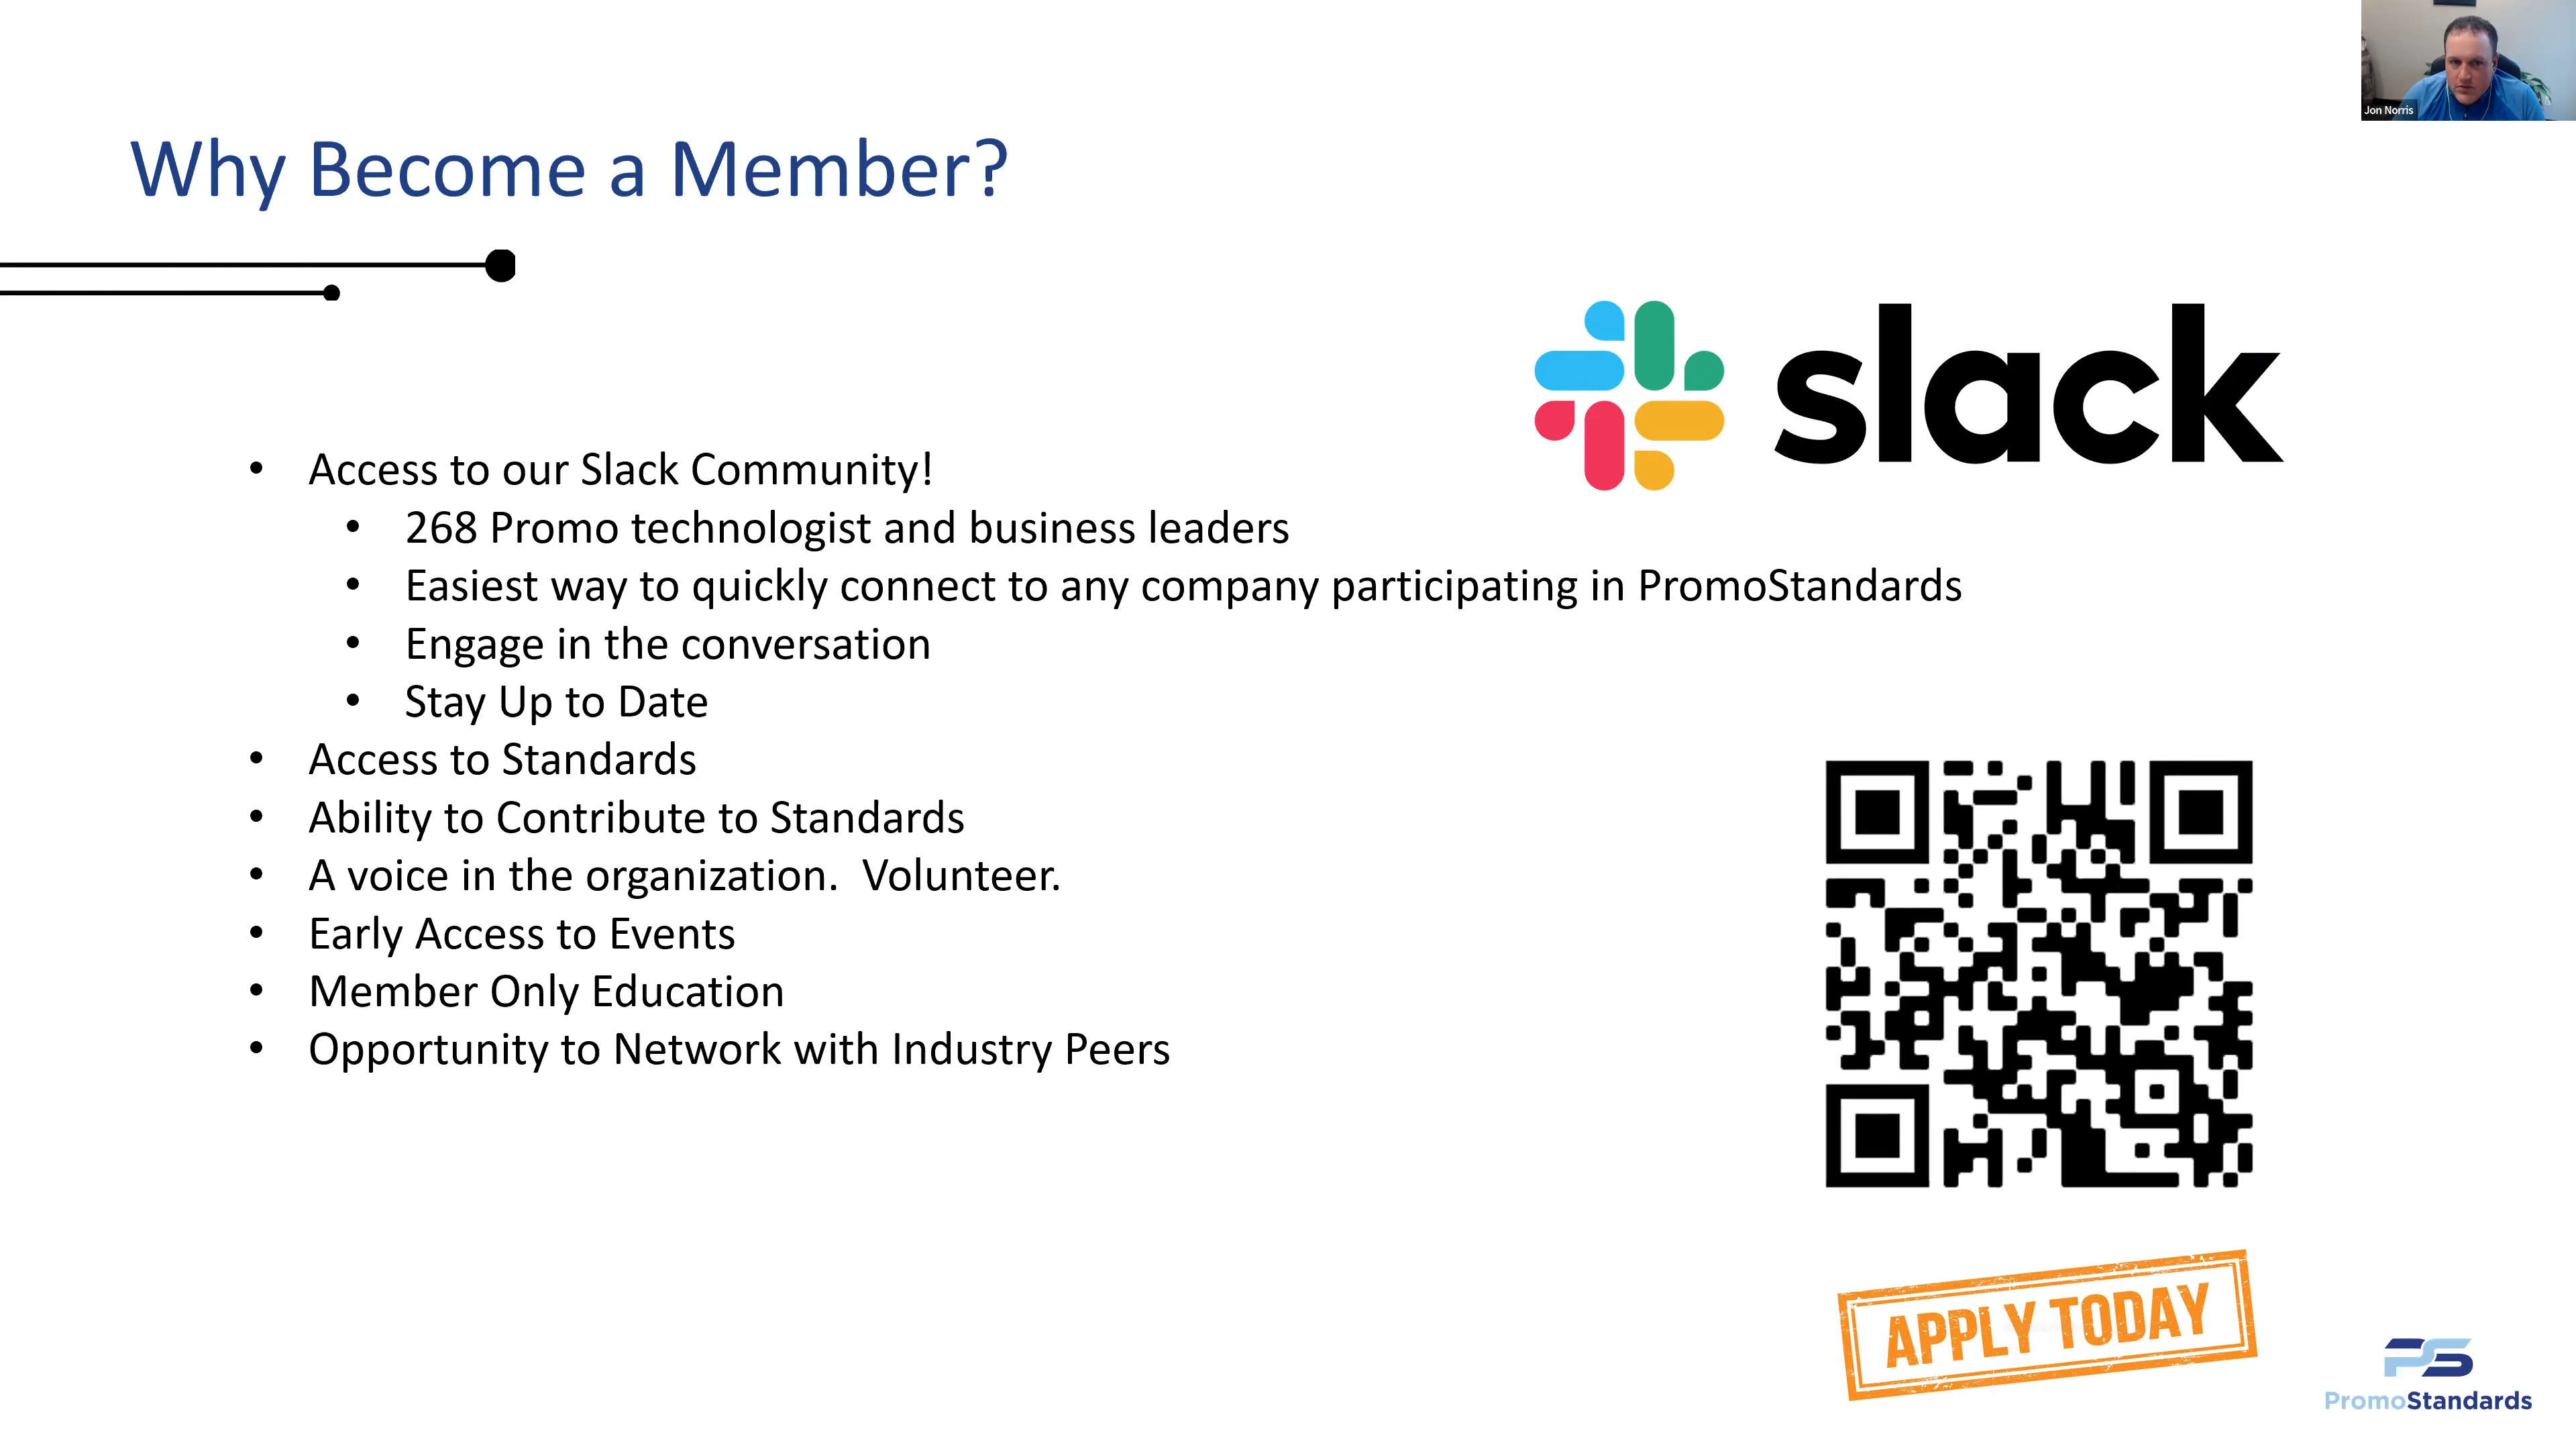 Jon Norris
Why Become a Member?
slack
• Access to our Slack Community!
• 268 Promo technologist and business leaders
• Easiest way to quickly connect to any company participating in PromoStandards
• Engage in the conversation
• Stay Up to Date
• Access to Standards
• Ability to Contribute to Standards
• A voice in the organization.  Volunteer.
• Early Access to Events
• Member Only Education
• Opportunity to Network with Industry Peers
APPLY TODAY
PS
PromoStandards